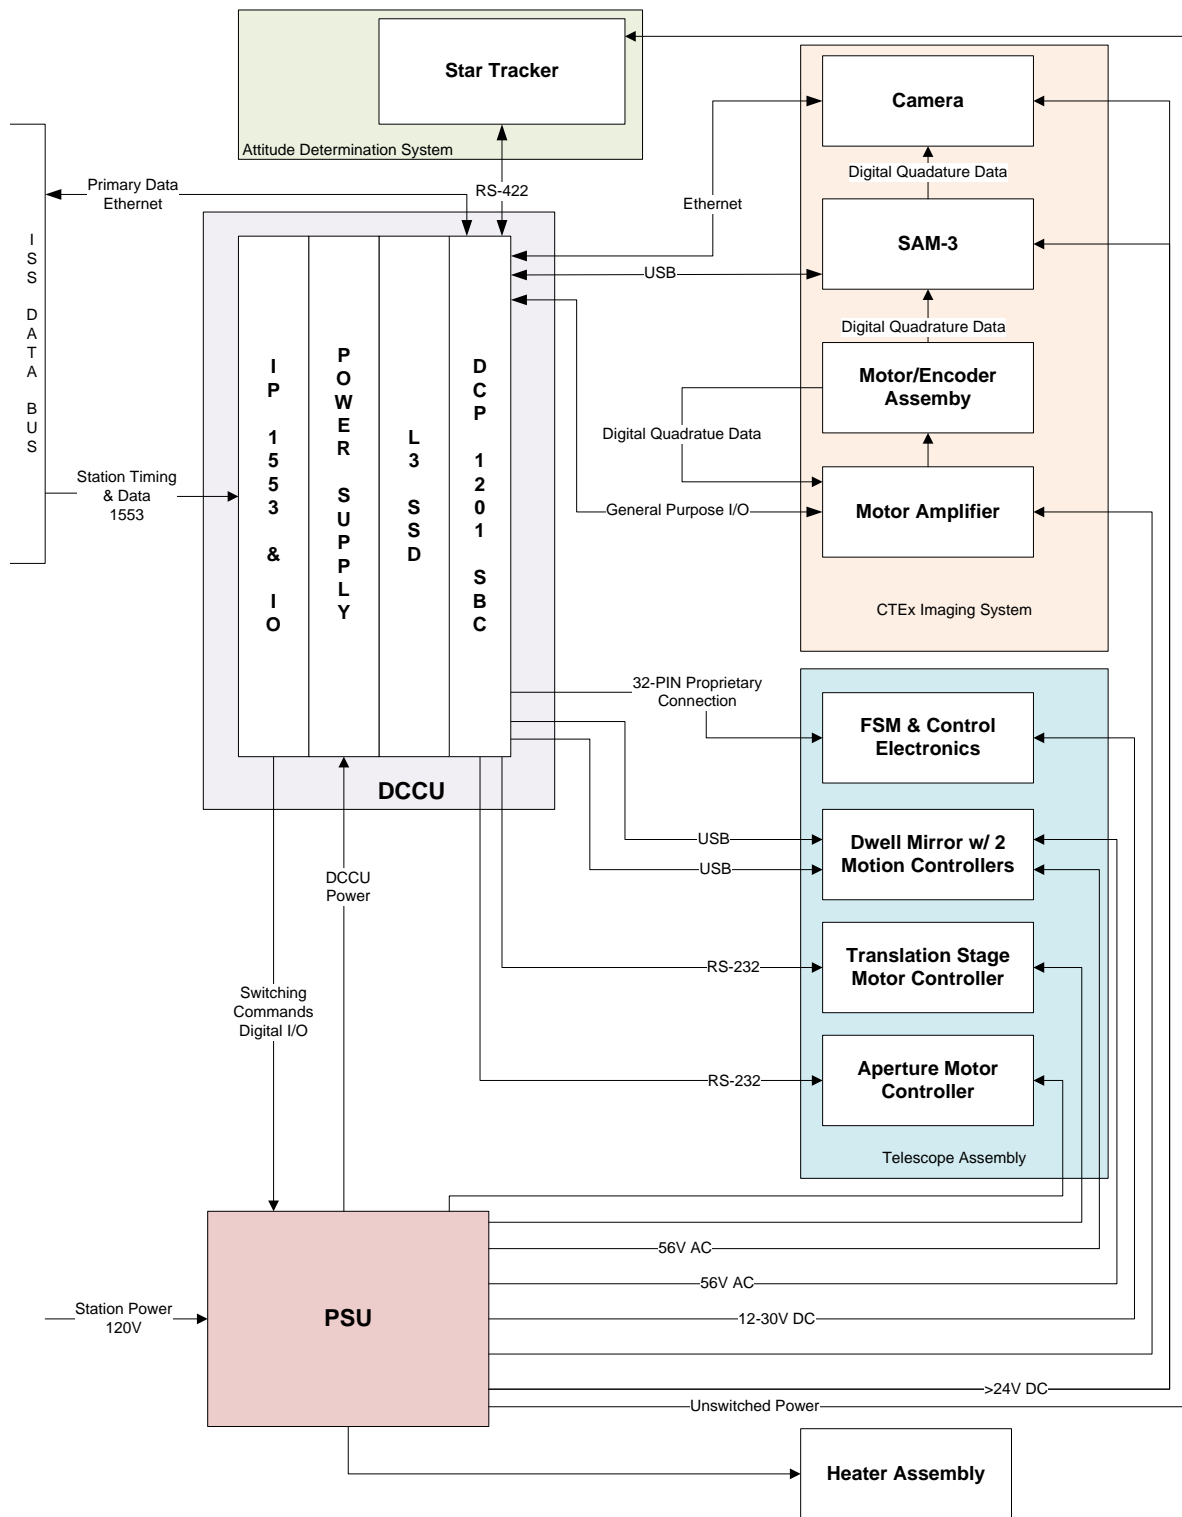 Star Tracker
Attitude Determination System
Camera
Digital Quadature Data
SAM-3
Digital Quadrature Data
Motor/Encoder
Assemby
Digital Quadratue Data
Motor Amplifier
General Purpose I/O
CTEx Imaging System
Primary Data
Ethernet
RS-422
Ethernet
USB
ISS DATA BUS
Station Timing
& Data
1553
IP 1553 & IO
POWER SUPPLY
L3 SSD
DCP 1201 SBC
DCCU
32-PIN Proprietary
Connection
FSM & Control
Electronics
USB
Dwell Mirror w/ 2
Motion Controllers
USB
DCCU
Power
RS-232
Translation Stage
Motor Controller
Switching
Commands
Digital I/O
RS-232
Aperture Motor
Controller
Telescope Assembly
56V AC
56V AC
Station Power
120V
PSU
12-30V DC
>24V DC
Unswitched Power
Heater Assembly